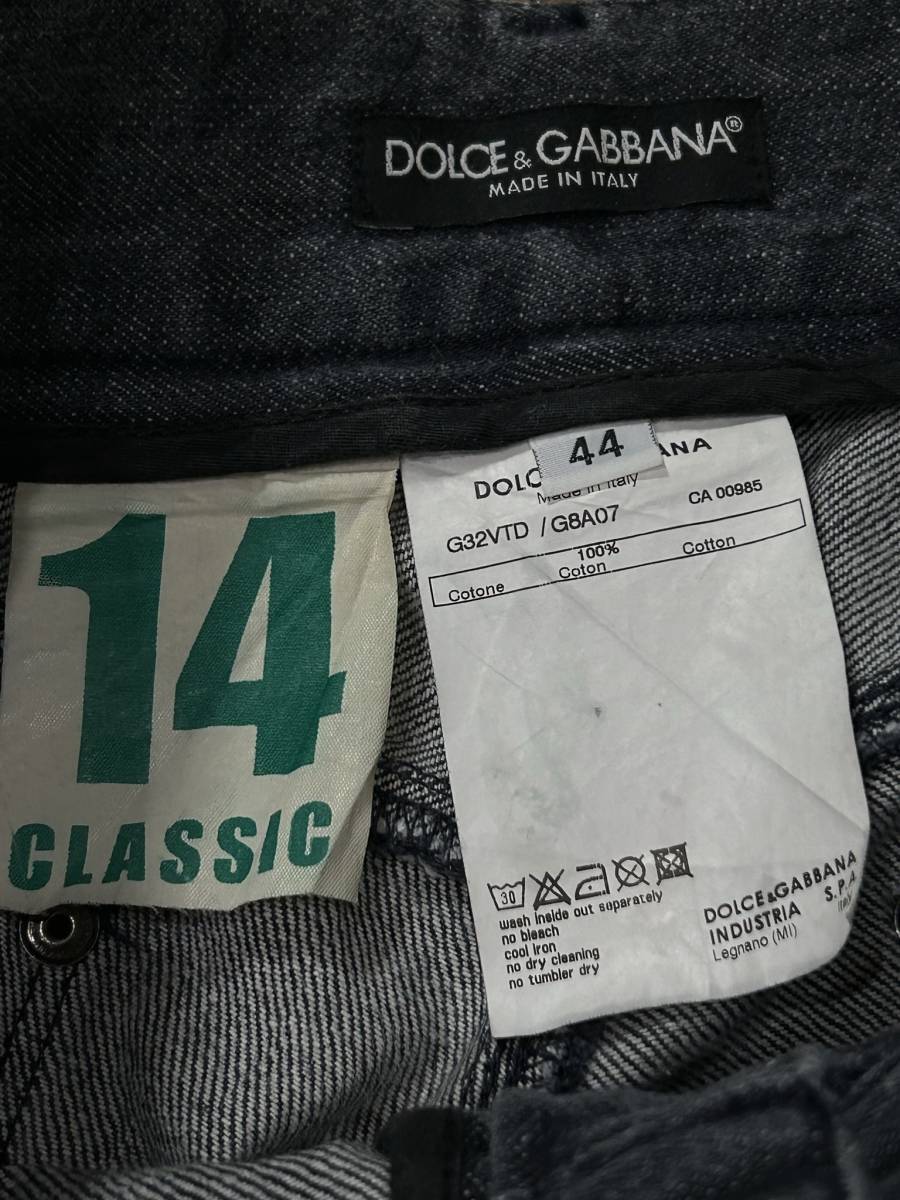 DOLCE & GABBANA®
MADE IN ITALY
14
CLASSIC
44
DOLC ANA
Made in Italy
G32VTD / G8A07
CA 00985
100%
Cotone Coton Cotton
30
wash inside out separately
no bleach
cool iron
no dry cleaning
no tumbler dry
DOLCE&GABBANA
INDUSTRIA S.P.A.
Legnano (MI) Italy